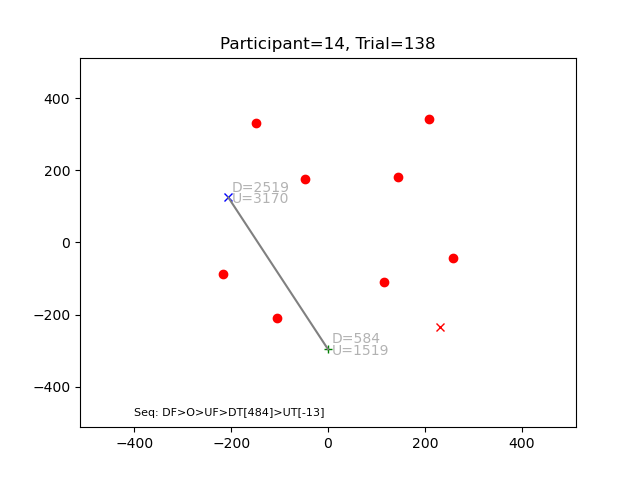 Participant=14, Trial=138
400
200
0
−200
−400
D=2519
U=3170
D=584
U=1519
Seq: DF>O>UF>DT[484]>UT[-13]
−400 −200 0 200 400